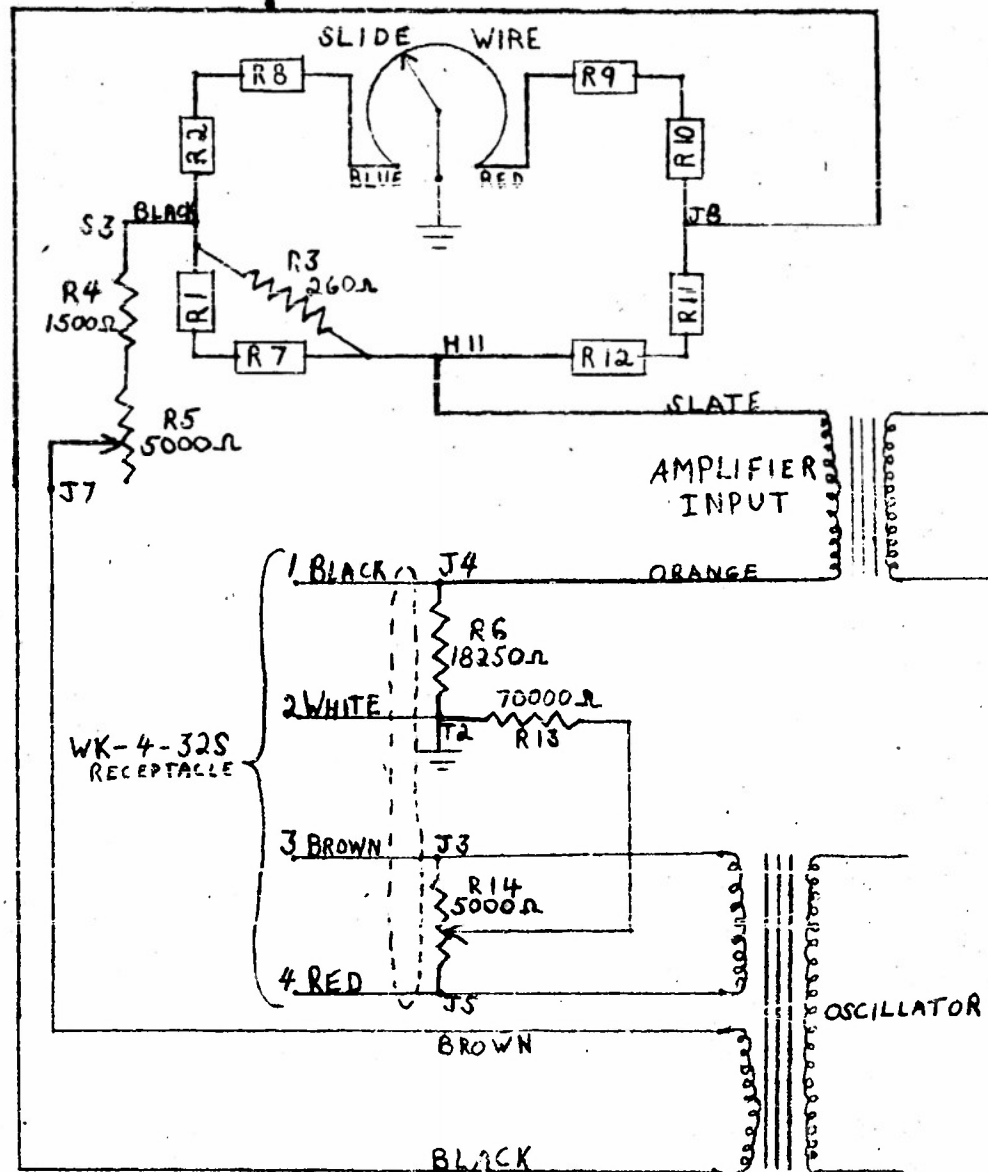 SLIDE WIRE
R8
R9
R2
R10
BLUE
RED
S3
BLACK
J8
R3
260Ω
R4
1500Ω
R1
R11
H11
R7
R12
R5
5000Ω
SLATE
J7
AMPLIFIER
INPUT
1 BLACK
J4
ORANGE
R6
18250Ω
70000Ω
2 WHITE
R13
WK-4-32S
RECEPTACLE
3 BROWN
J3
R14
5000Ω
4 RED
J5
OSCILLATOR
BROWN
BLACK